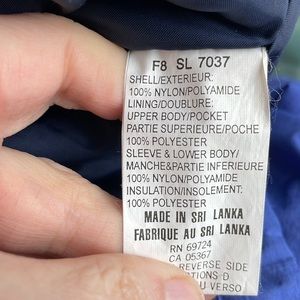 F8 SL 7037
SHELL/EXTERIEUR:
100% NYLON/POLYAMIDE
LINING/DOUBLURE:
UPPER BODY/POCKET
PARTIE SUPERIEURE/POCHE
100% POLYESTER
SLEEVE & LOWER BODY/
MANCHE&PARTIE INFERIEURE
100% NYLON/POLYAMIDE
INSULATION/INSOLEMENT:
100% POLYESTER
MADE IN SRI LANKA
FABRIQUE AU SRI LANKA
RN 69724
CA 05367
REVERSE SIDE
VERSO